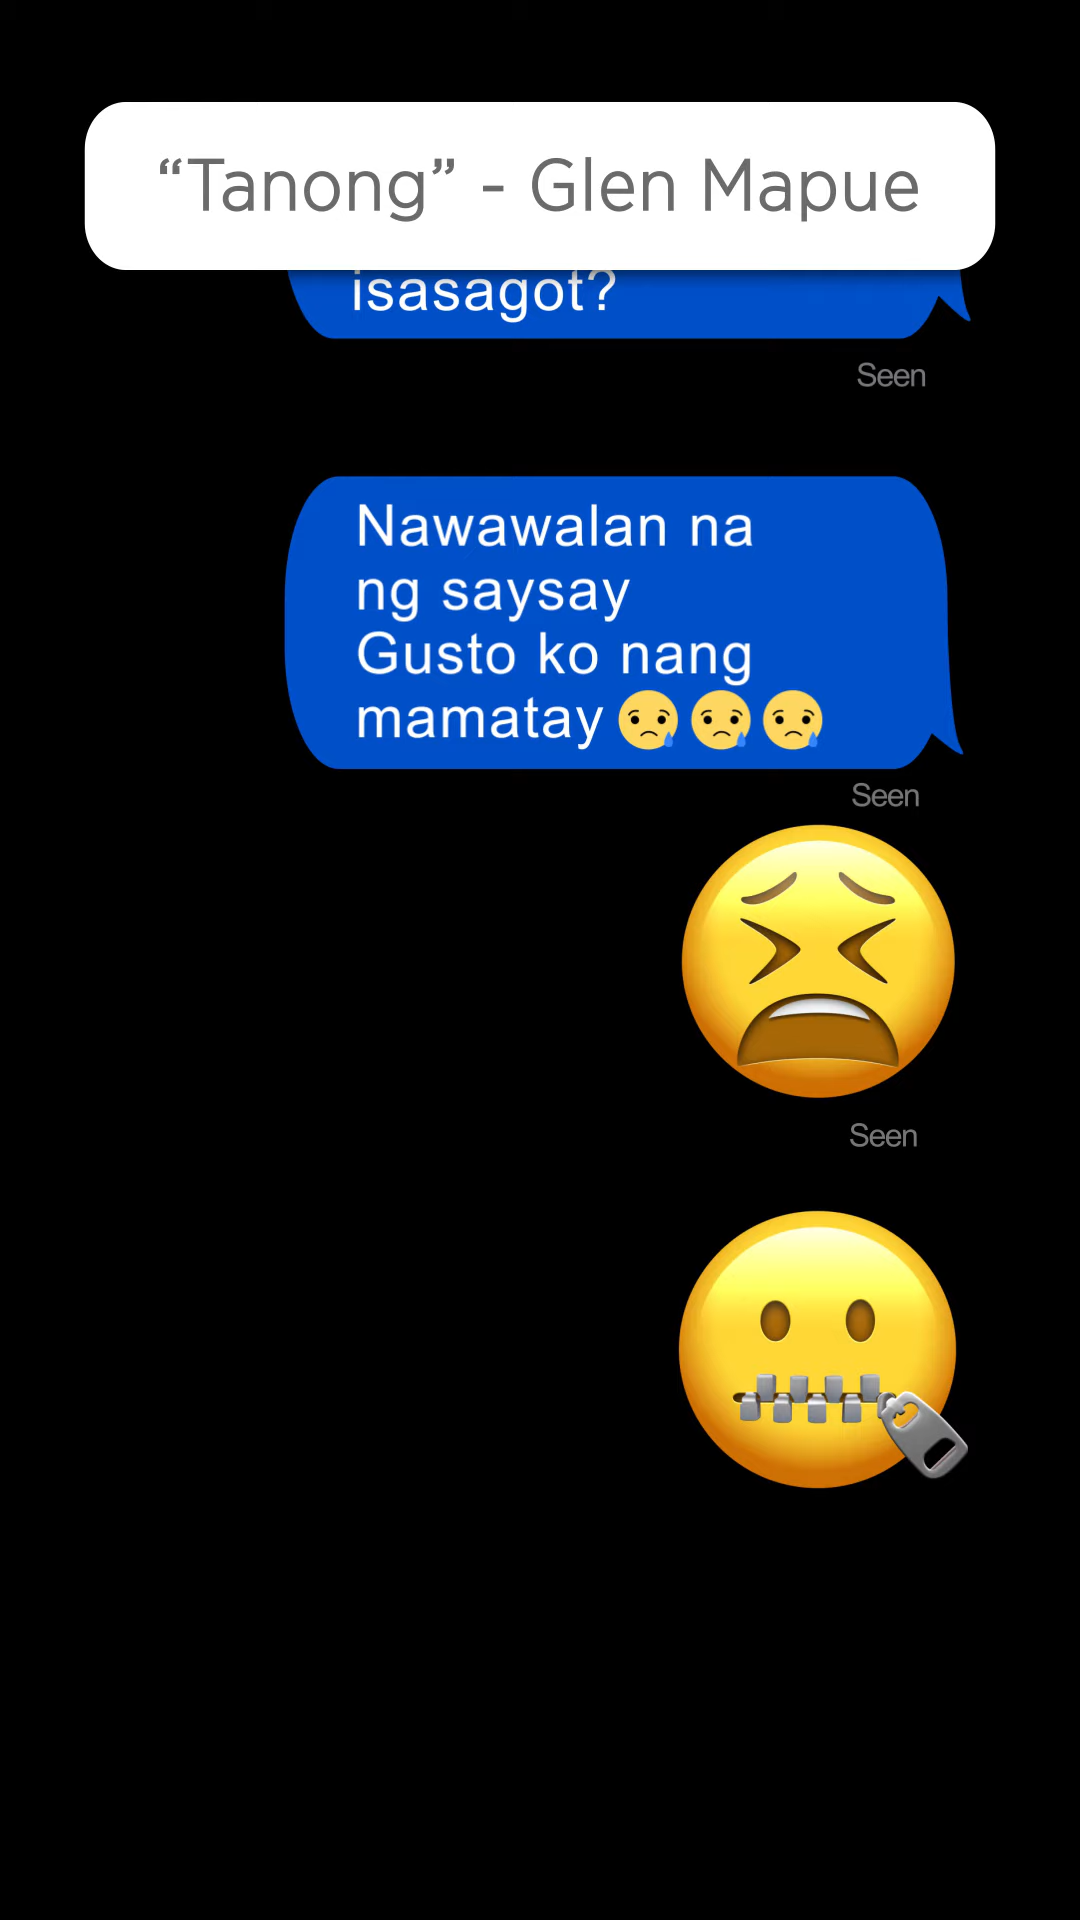 “Tanong” - Glen Mapue
isasagot?
Seen
Nawawalan na
ng saysay
Gusto ko nang
mamatay😢😢😢
Seen
Seen